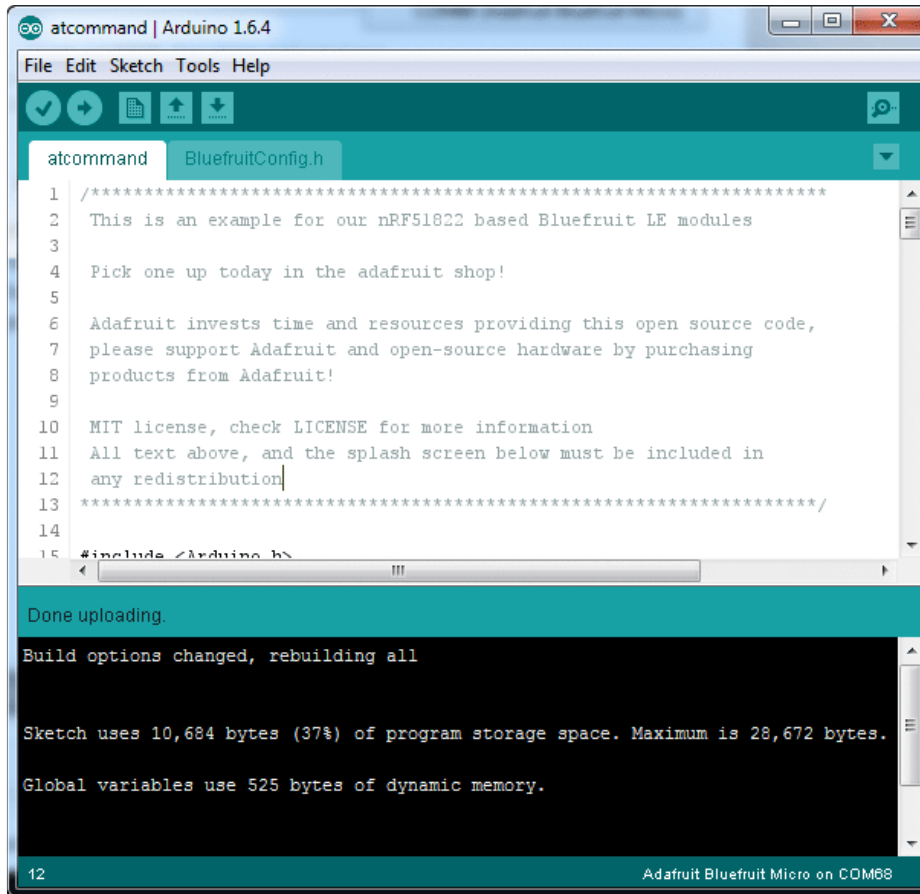 atcommand | Arduino 1.6.4
File Edit Sketch Tools Help
atcommand BluefruitConfig.h
1 /*********************************************************************
2 This is an example for our nRF51822 based Bluefruit LE modules
3
4 Pick one up today in the adafruit shop!
5
6 Adafruit invests time and resources providing this open source code,
7 please support Adafruit and open-source hardware by purchasing
8 products from Adafruit!
9
10 MIT license, check LICENSE for more information
11 All text above, and the splash screen below must be included in
12 any redistribution
13 *********************************************************************/
14
15 #include <Arduino.h>
Done uploading.
Build options changed, rebuilding all
Sketch uses 10,684 bytes (37%) of program storage space. Maximum is 28,672 bytes.
Global variables use 525 bytes of dynamic memory.
12 Adafruit Bluefruit Micro on COM68